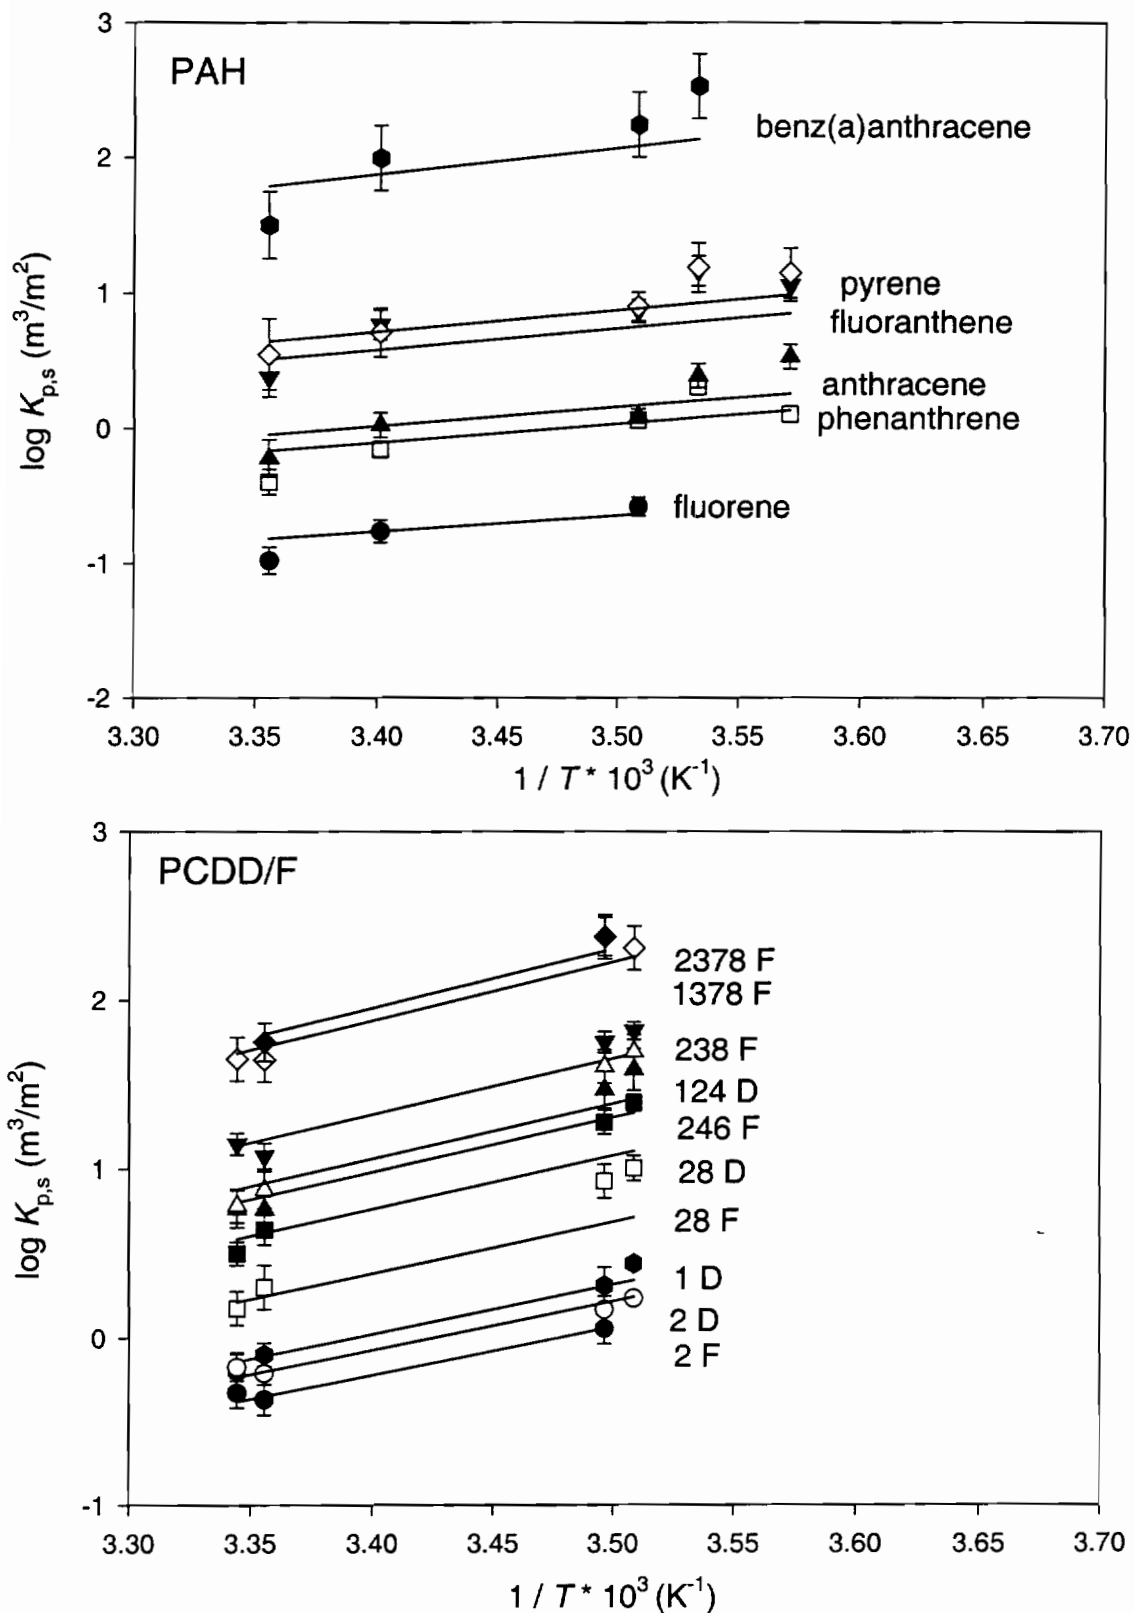 3
PAH
benz(a)anthracene
2
pyrene
1
fluoranthene
anthracene
phenanthrene
0
fluorene
-1
-2
log K_p,s (m³/m²)
3.30 3.35 3.40 3.45 3.50 3.55 3.60 3.65 3.70
1 / T * 10³ (K⁻¹)
3
PCDD/F
2378 F
1378 F
2
238 F
124 D
246 F
1
28 D
28 F
1 D
0
2 D
2 F
-1
log K_p,s (m³/m²)
3.30 3.35 3.40 3.45 3.50 3.55 3.60 3.65 3.70
1 / T * 10³ (K⁻¹)